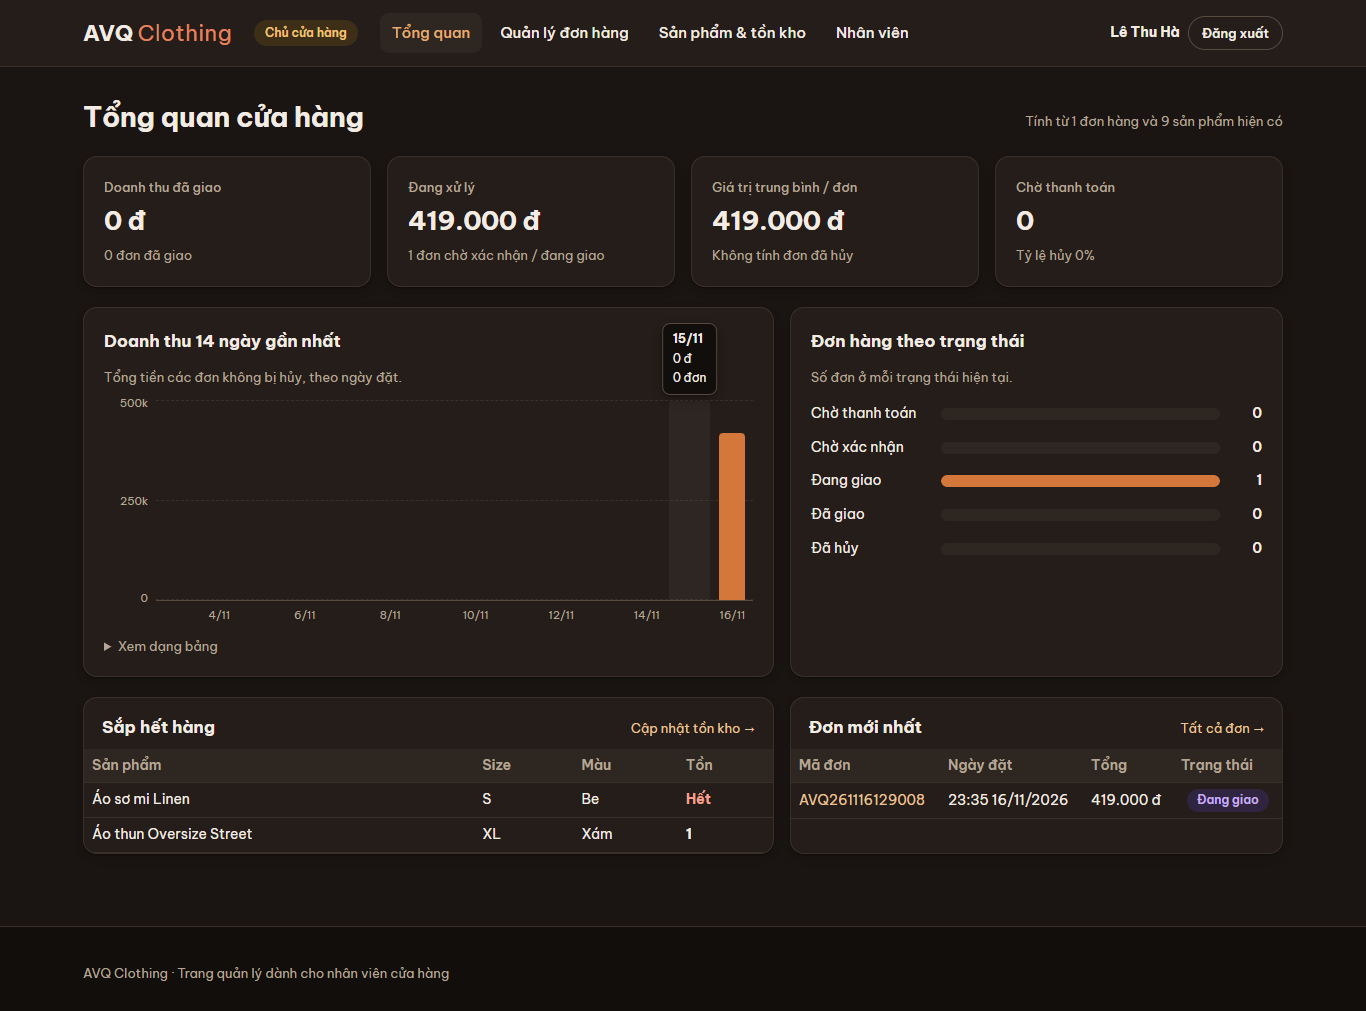 AVQ Clothing Chủ cửa hàng Tổng quan Quản lý đơn hàng Sản phẩm & tồn kho Nhân viên Lê Thu Hà Đăng xuất
Tổng quan cửa hàng
Tính từ 1 đơn hàng và 9 sản phẩm hiện có
Doanh thu đã giao
0 đ
0 đơn đã giao
Đang xử lý
419.000 đ
1 đơn chờ xác nhận / đang giao
Giá trị trung bình / đơn
419.000 đ
Không tính đơn đã hủy
Chờ thanh toán
0
Tỷ lệ hủy 0%
Doanh thu 14 ngày gần nhất
Tổng tiền các đơn không bị hủy, theo ngày đặt.
15/11
0 đ
0 đơn
500k
250k
0
4/11 6/11 8/11 10/11 12/11 14/11 16/11
▶ Xem dạng bảng
Đơn hàng theo trạng thái
Số đơn ở mỗi trạng thái hiện tại.
Chờ thanh toán 0
Chờ xác nhận 0
Đang giao 1
Đã giao 0
Đã hủy 0
Sắp hết hàng Cập nhật tồn kho →
Sản phẩm Size Màu Tồn
Áo sơ mi Linen S Be Hết
Áo thun Oversize Street XL Xám 1
Đơn mới nhất Tất cả đơn →
Mã đơn Ngày đặt Tổng Trạng thái
AVQ261116129008 23:35 16/11/2026 419.000 đ Đang giao
AVQ Clothing · Trang quản lý dành cho nhân viên cửa hàng